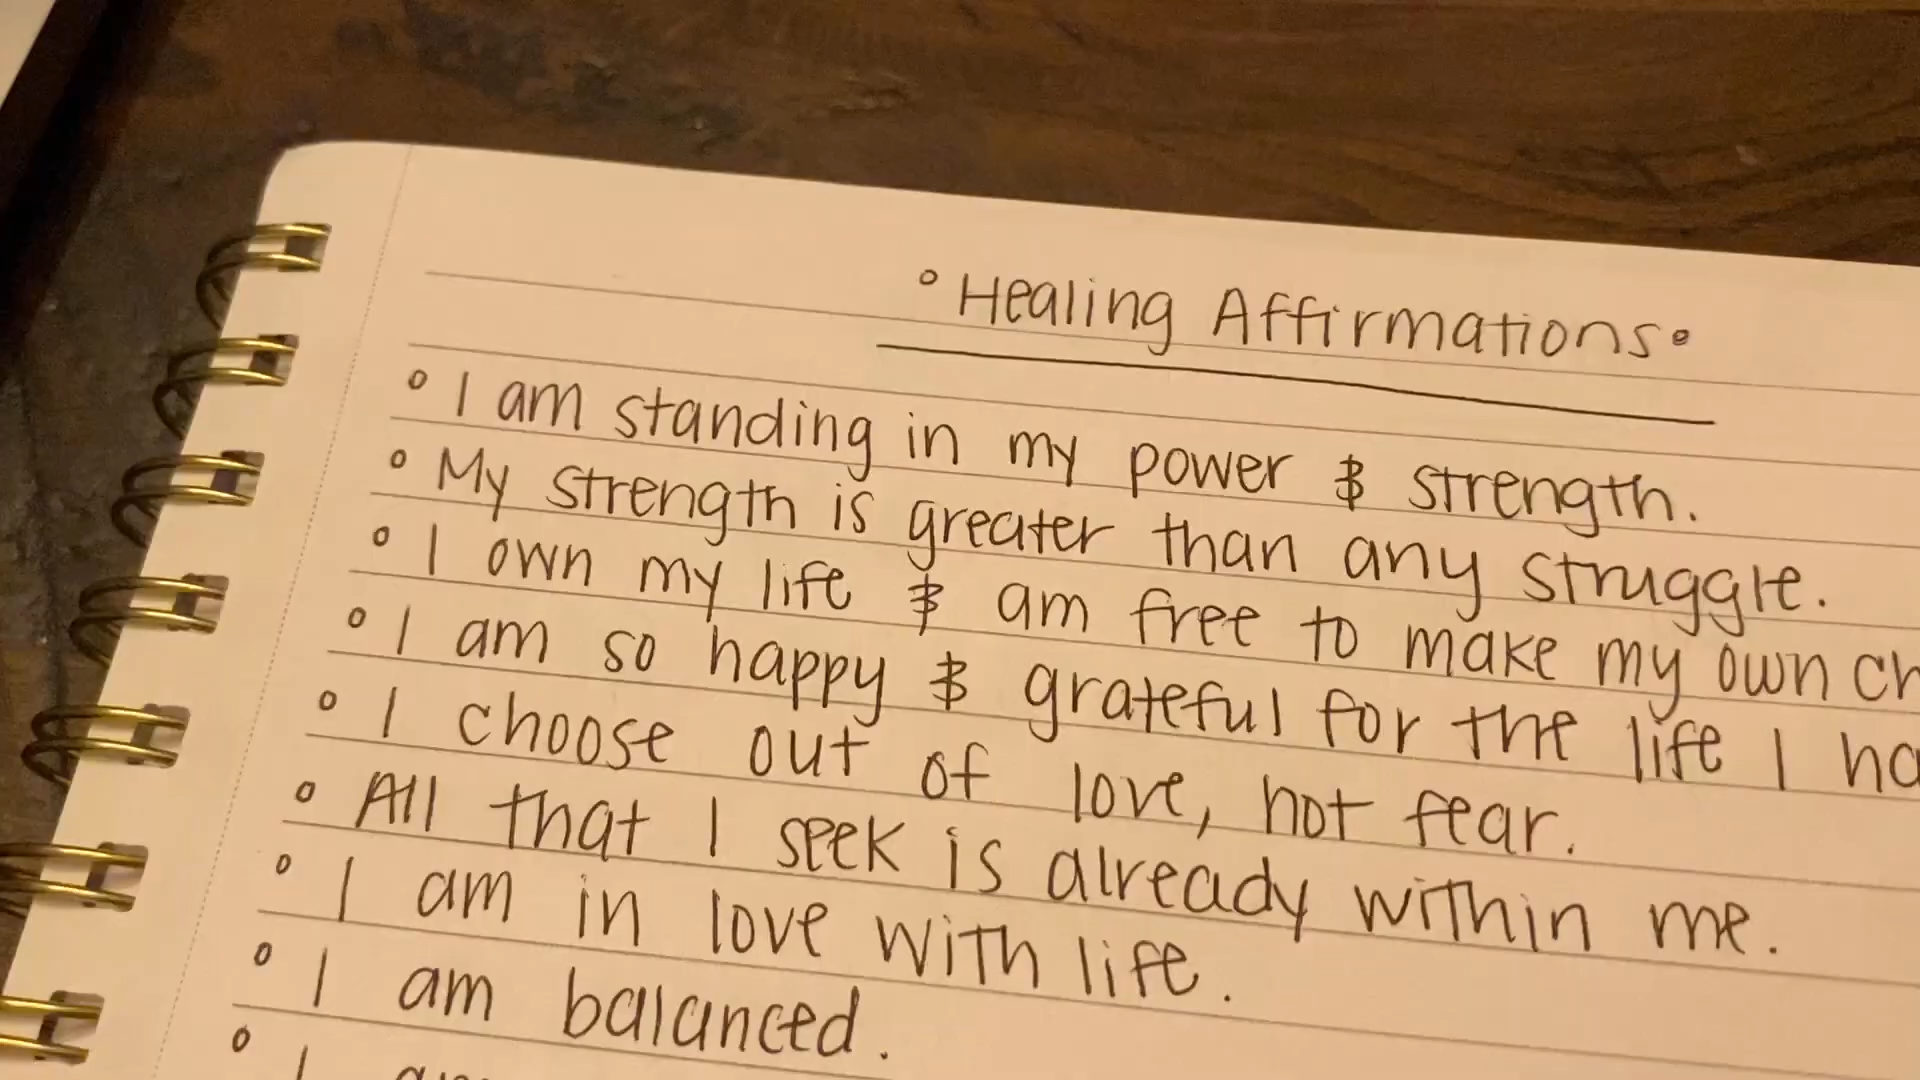 ° Healing Affirmations °
° I am standing in my power & strength.
° My strength is greater than any struggle.
° I own my life & am free to make my own ch
° I am so happy & grateful for the life I ha
° I choose out of love, not fear.
° All that I seek is already within me.
° I am in love with life.
° I am balanced.
° I